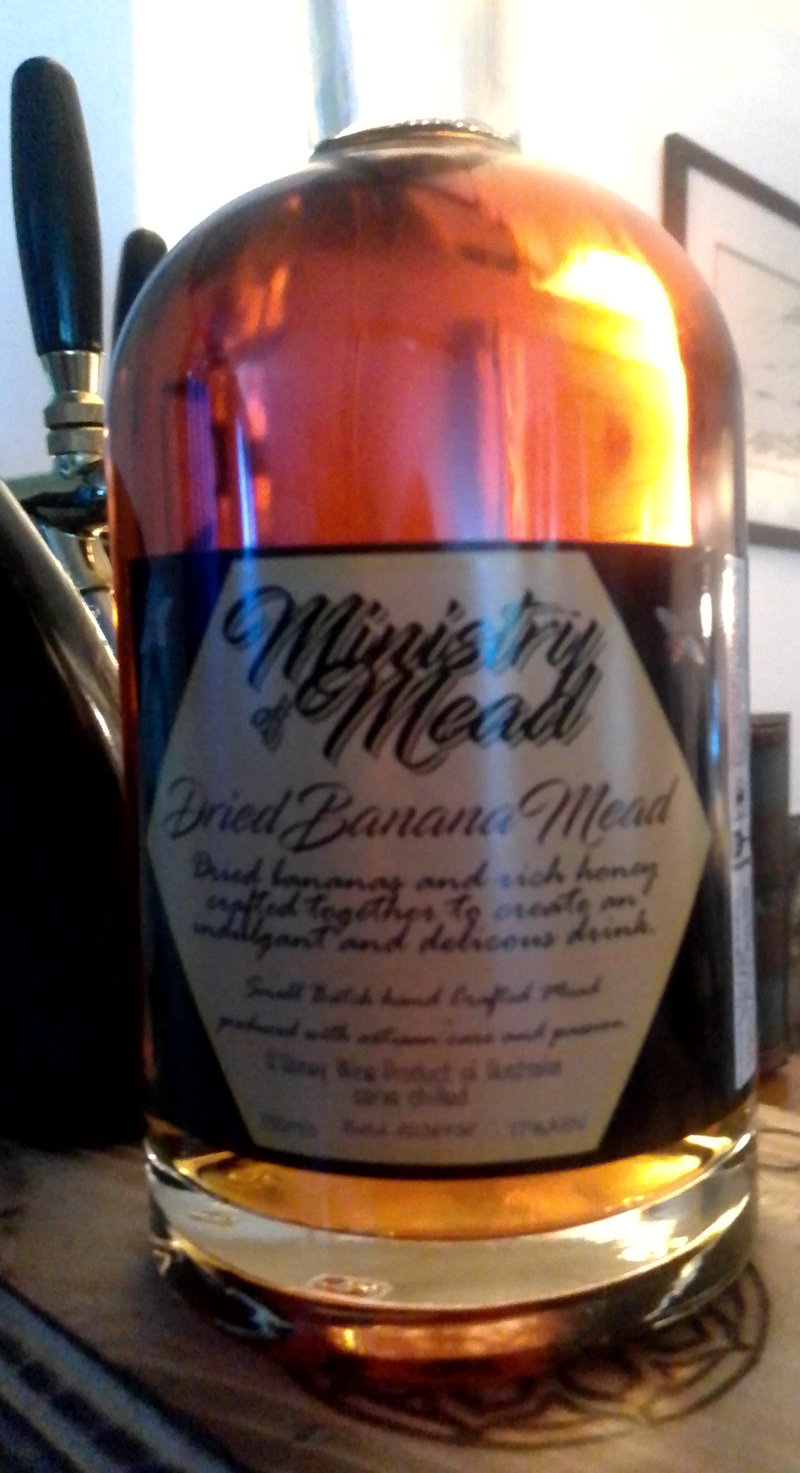 Ministry
of Mead
Dried Banana Mead
Dried bananas and rich honey
crafted together to create an
indulgant and delicous drink.
Small Batch hand Crafted Mead
produced with artisan care and passion
Honey Wine Product of Australia
serve chilled
17%ABV